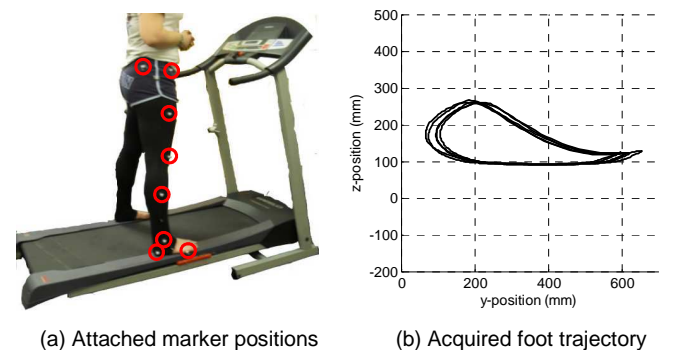 500
400
300
200
100
0
-100
-200
z-position (mm)
0 200 400 600
y-position (mm)
(a) Attached marker positions
(b) Acquired foot trajectory